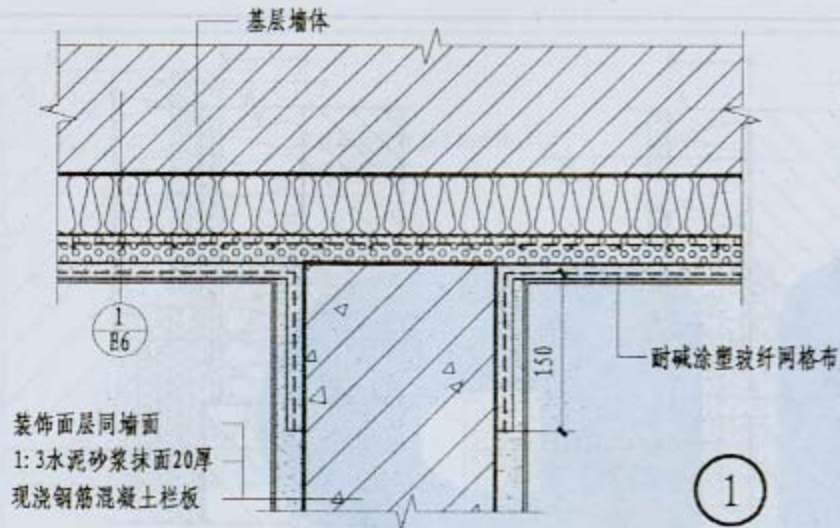 基层墙体
1
B6
150
耐碱涂塑玻纤网格布
装饰面层同墙面
1:3水泥砂浆抹面20厚
现浇钢筋混凝土栏板
1